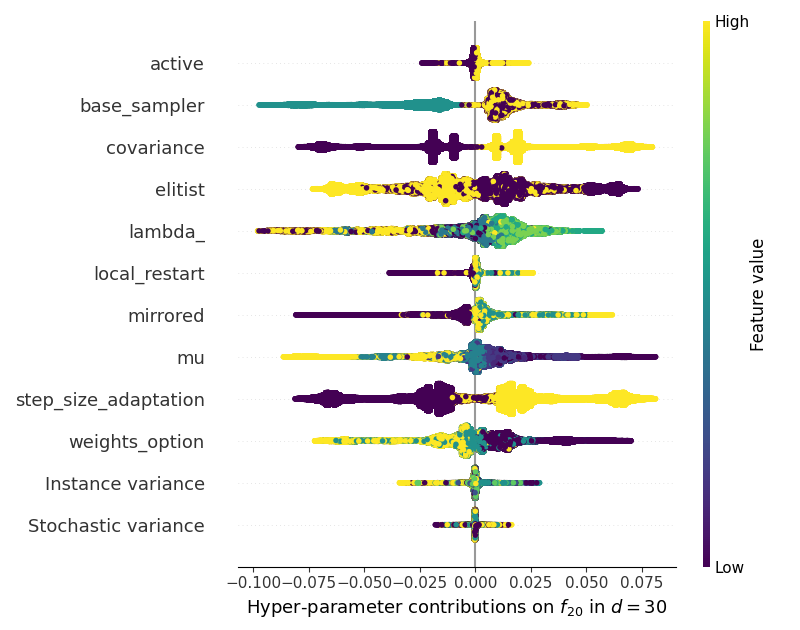 High
active
base_sampler
covariance
elitist
lambda_
local_restart
mirrored
mu
step_size_adaptation
weights_option
Instance variance
Stochastic variance
Feature value
Low
−0.100 −0.075 −0.050 −0.025 0.000 0.025 0.050 0.075
Hyper-parameter contributions on f₂₀ in d = 30